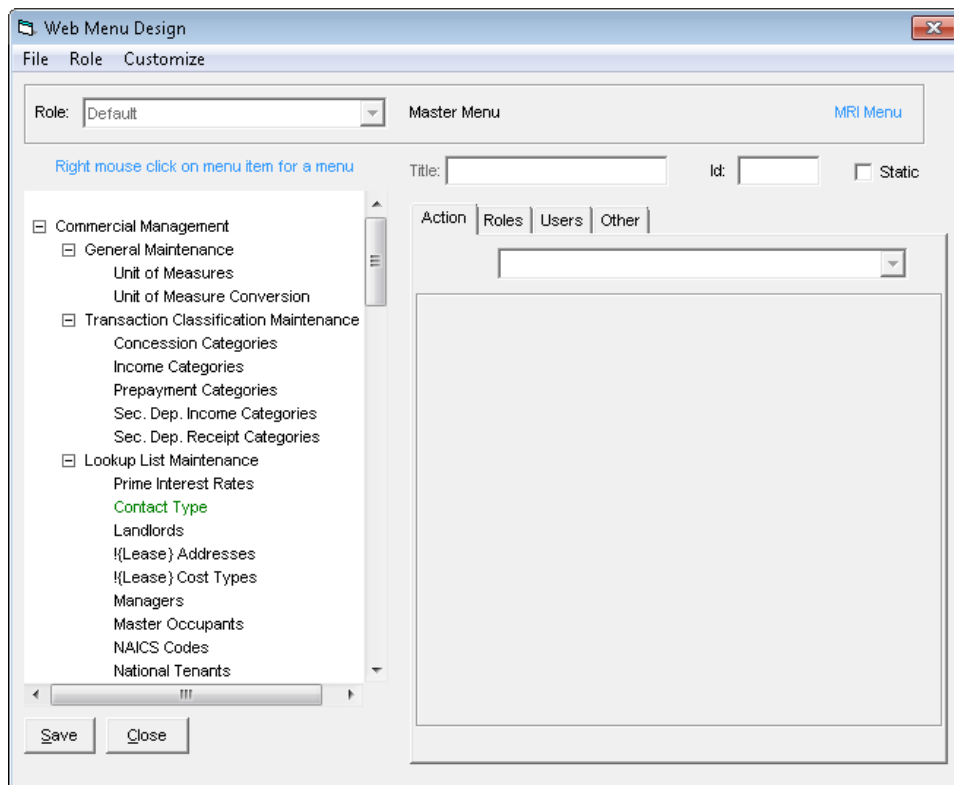 Web Menu Design
File Role Customize
Role: Default Master Menu MRI Menu
Right mouse click on menu item for a menu
Title: Id: Static
Action Roles Users Other
Commercial Management
General Maintenance
Unit of Measures
Unit of Measure Conversion
Transaction Classification Maintenance
Concession Categories
Income Categories
Prepayment Categories
Sec. Dep. Income Categories
Sec. Dep. Receipt Categories
Lookup List Maintenance
Prime Interest Rates
Contact Type
Landlords
!{Lease} Addresses
!{Lease} Cost Types
Managers
Master Occupants
NAICS Codes
National Tenants
Save Close